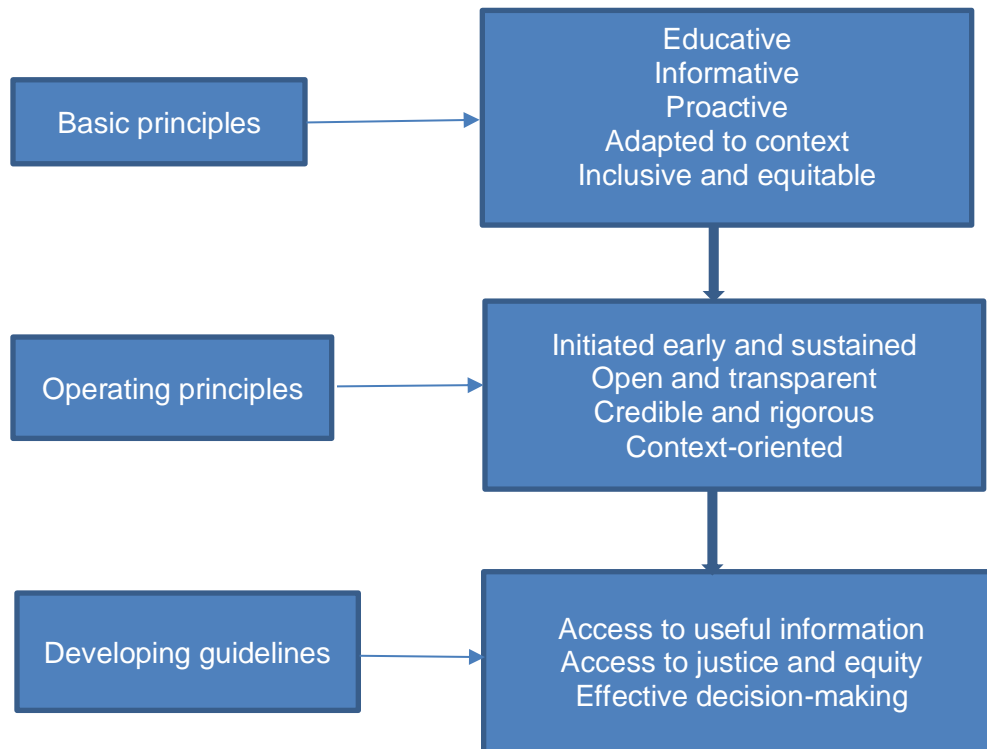 Basic principles
Educative
Informative
Proactive
Adapted to context
Inclusive and equitable
Operating principles
Initiated early and sustained
Open and transparent
Credible and rigorous
Context-oriented
Developing guidelines
Access to useful information
Access to justice and equity
Effective decision-making